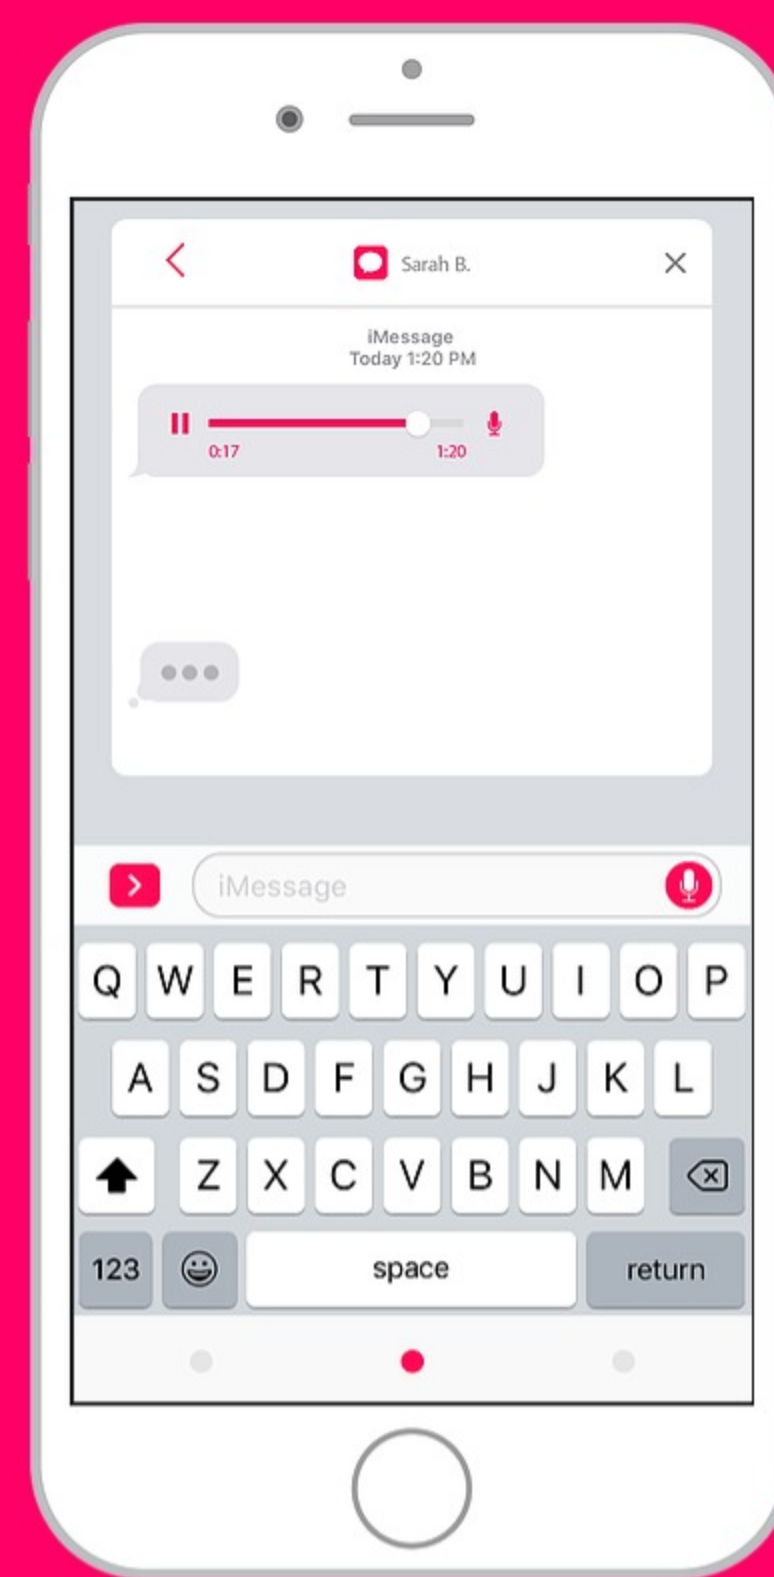 Sarah B.
iMessage
Today 1:20 PM
0:17 1:20
iMessage
Q W E R T Y U I O P
A S D F G H J K L
Z X C V B N M
123 space return